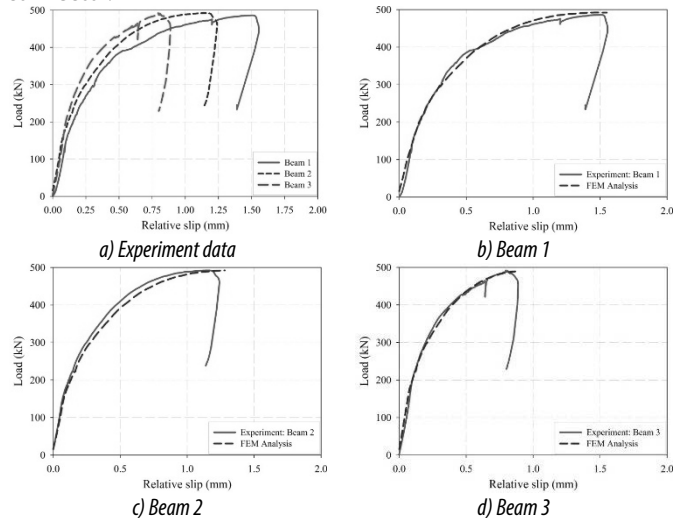 500
400
300
200
100
0
Load (kN)
Beam 1
Beam 2
Beam 3
0.00 0.25 0.50 0.75 1.00 1.25 1.50 1.75 2.00
Relative slip (mm)
a) Experiment data
500
400
300
200
100
0
Load (kN)
Experiment: Beam 1
FEM Analysis
0.0 0.5 1.0 1.5 2.0
Relative slip (mm)
b) Beam 1
500
400
300
200
100
0
Load (kN)
Experiment: Beam 2
FEM Analysis
0.0 0.5 1.0 1.5 2.0
Relative slip (mm)
c) Beam 2
500
400
300
200
100
0
Load (kN)
Experiment: Beam 3
FEM Analysis
0.0 0.5 1.0 1.5 2.0
Relative slip (mm)
d) Beam 3